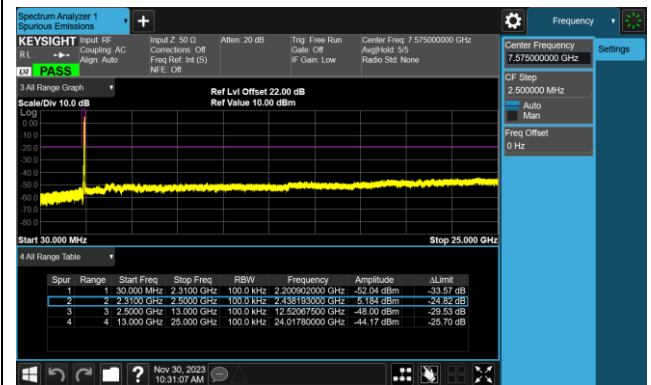 Spectrum Analyzer 1
Spurious Emissions
Frequency
KEYSIGHT
Input: RF
Coupling: AC
Align: Auto
Input Z: 50 Ω
Corrections: Off
Freq Ref: Int (S)
NFE: Off
Atten: 20 dB
Trig: Free Run
Gate: Off
IF Gain: Low
Center Freq: 7.575000000 GHz
Avg|Hold: 5/5
Radio Std: None
RL
LXI PASS
Center Frequency
7.575000000 GHz
Settings
CF Step
2.500000 MHz
Auto
Man
Freq Offset
0 Hz
3 All Range Graph
Scale/Div 10.0 dB
Ref Lvl Offset 22.00 dB
Ref Value 10.00 dBm
Log
0.00
-10.0
-20.0
-30.0
-40.0
-50.0
-60.0
-70.0
-80.0
Start 30.000 MHz
Stop 25.000 GHz
4 All Range Table
Spur Range Start Freq Stop Freq RBW Frequency Amplitude ΔLimit
1 1 30.000 MHz 2.3100 GHz 100.0 kHz 2.200902000 GHz -52.04 dBm -33.57 dB
2 2 2.3100 GHz 2.5000 GHz 100.0 kHz 2.438193000 GHz 5.184 dBm -24.82 dB
3 3 2.5000 GHz 13.000 GHz 100.0 kHz 12.52067500 GHz -48.00 dBm -29.53 dB
4 4 13.000 GHz 25.000 GHz 100.0 kHz 24.01780000 GHz -44.17 dBm -25.70 dB
Nov 30, 2023
10:31:07 AM